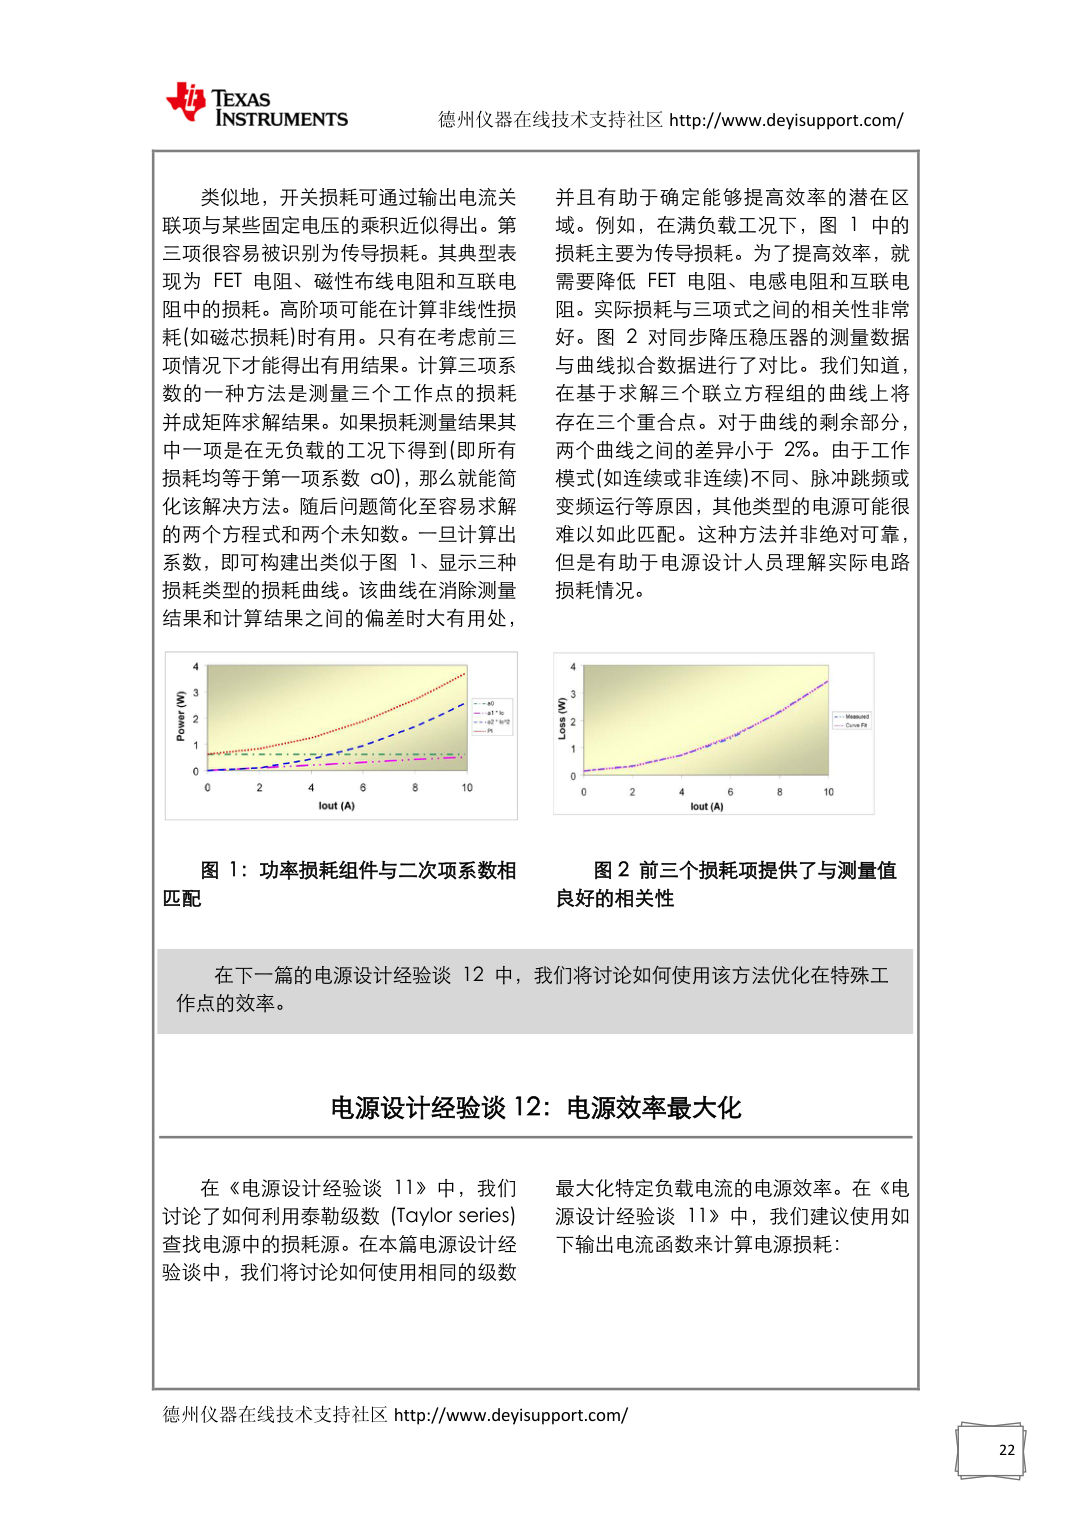 TEXAS
INSTRUMENTS
德州仪器在线技术支持社区 http://www.deyisupport.com/
类似地，开关损耗可通过输出电流关
联项与某些固定电压的乘积近似得出。第
三项很容易被识别为传导损耗。其典型表
现为 FET 电阻、磁性布线电阻和互联电
阻中的损耗。高阶项可能在计算非线性损
耗(如磁芯损耗)时有用。只有在考虑前三
项情况下才能得出有用结果。计算三项系
数的一种方法是测量三个工作点的损耗
并成矩阵求解结果。如果损耗测量结果其
中一项是在无负载的工况下得到(即所有
损耗均等于第一项系数 a0)，那么就能简
化该解决方法。随后问题简化至容易求解
的两个方程式和两个未知数。一旦计算出
系数，即可构建出类似于图 1、显示三种
损耗类型的损耗曲线。该曲线在消除测量
结果和计算结果之间的偏差时大有用处，
并且有助于确定能够提高效率的潜在区
域。例如，在满负载工况下，图 1 中的
损耗主要为传导损耗。为了提高效率，就
需要降低 FET 电阻、电感电阻和互联电
阻。实际损耗与三项式之间的相关性非常
好。图 2 对同步降压稳压器的测量数据
与曲线拟合数据进行了对比。我们知道，
在基于求解三个联立方程组的曲线上将
存在三个重合点。对于曲线的剩余部分，
两个曲线之间的差异小于 2%。由于工作
模式(如连续或非连续)不同、脉冲跳频或
变频运行等原因，其他类型的电源可能很
难以如此匹配。这种方法并非绝对可靠，
但是有助于电源设计人员理解实际电路
损耗情况。
Power (W)
4
3
2
1
0
0 2 4 6 8 10
Iout (A)
a0
a1 * Io
a2 * Io^2
Pt
Loss (W)
4
3
2
1
0
0 2 4 6 8 10
Iout (A)
Measured
Curve Fit
图 1：功率损耗组件与二次项系数相
匹配
图 2 前三个损耗项提供了与测量值
良好的相关性
在下一篇的电源设计经验谈 12 中，我们将讨论如何使用该方法优化在特殊工
作点的效率。
电源设计经验谈 12：电源效率最大化
在《电源设计经验谈 11》中，我们
讨论了如何利用泰勒级数 (Taylor series)
查找电源中的损耗源。在本篇电源设计经
验谈中，我们将讨论如何使用相同的级数
最大化特定负载电流的电源效率。在《电
源设计经验谈 11》中，我们建议使用如
下输出电流函数来计算电源损耗：
德州仪器在线技术支持社区 http://www.deyisupport.com/
22